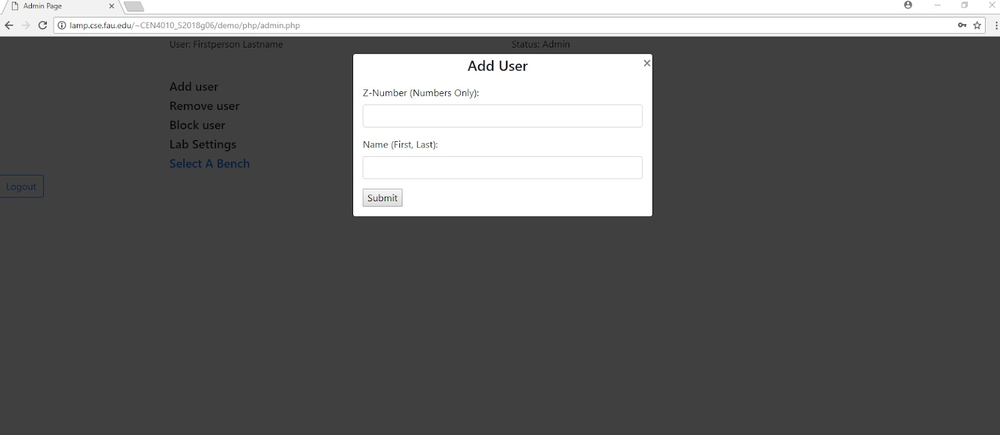 Admin Page
lamp.cse.fau.edu/~CEN4010_S2018g06/demo/php/admin.php
User: Firstperson Lastname
Status: Admin
Add user
Remove user
Block user
Lab Settings
Select A Bench
Logout
Add User
Z-Number (Numbers Only):
Name (First, Last):
Submit